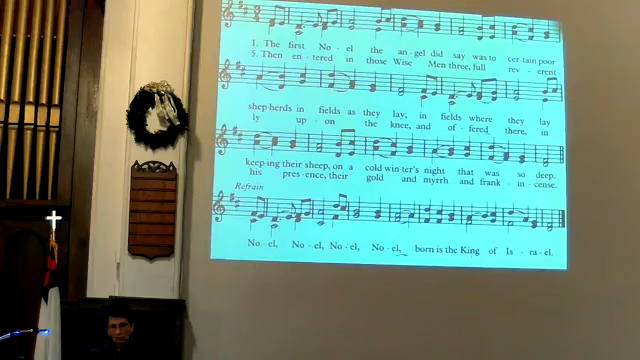 1. The first No - el the an - gel did say was to cer - tain poor
5. Then en - tered in those Wise Men three, full rev - erent
shep - herds in fields as they lay; in fields where they lay
ly up - on the knee, and of - fered there, in
keep - ing their sheep, on a cold win - ter's night that was so deep.
his pres - ence, their gold and myrrh and frank - in - cense.
Refrain
No - el, No - el, No - el, No - el, born is the King of Is - ra - el.